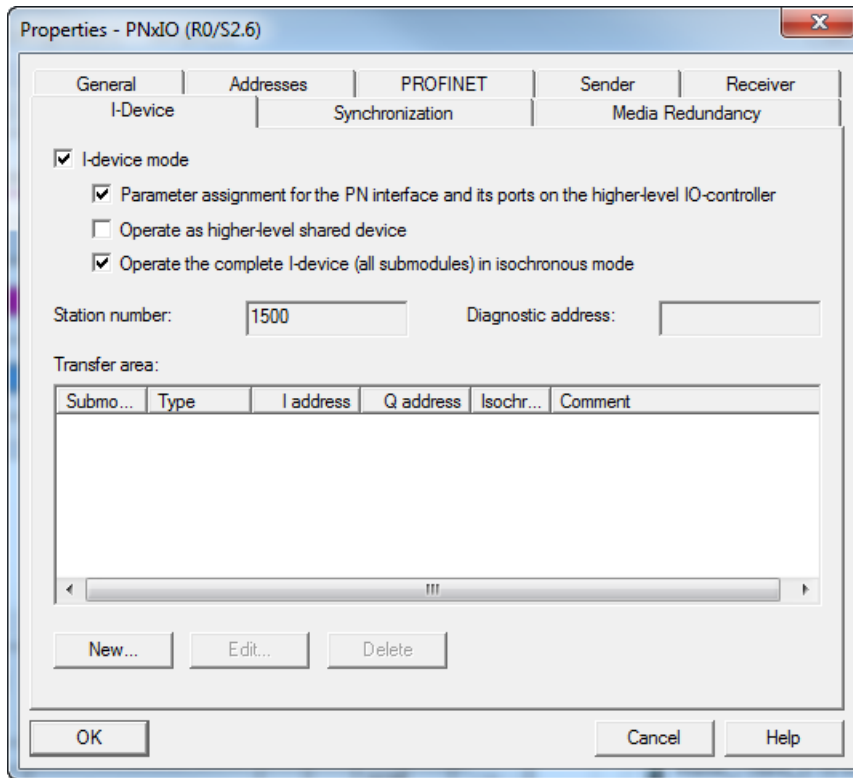 Properties - PNxIO (R0/S2.6)
General Addresses PROFINET Sender Receiver
I-Device Synchronization Media Redundancy
I-device mode
Parameter assignment for the PN interface and its ports on the higher-level IO-controller
Operate as higher-level shared device
Operate the complete I-device (all submodules) in isochronous mode
Station number: 1500 Diagnostic address:
Transfer area:
Submo... Type I address Q address Isochr... Comment
New... Edit... Delete
OK Cancel Help